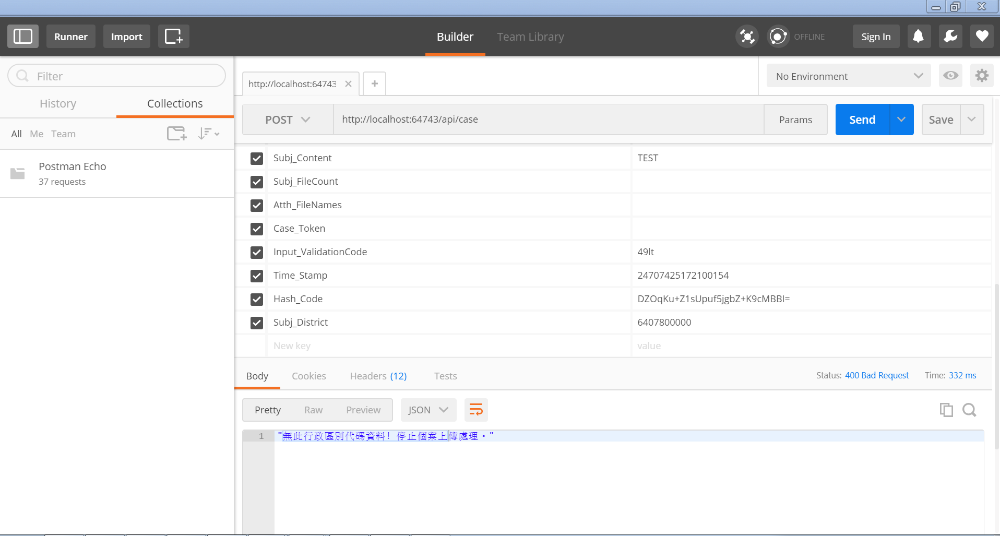 Runner
Import
Builder
Team Library
OFFLINE
Sign In
Filter
History
Collections
All Me Team
Postman Echo
37 requests
http://localhost:64743
No Environment
POST
http://localhost:64743/api/case
Params
Send
Save
Subj_Content TEST
Subj_FileCount
Atth_FileNames
Case_Token
Input_ValidationCode 49lt
Time_Stamp 24707425172100154
Hash_Code DZOqKu+Z1sUpuf5jgbZ+K9cMBBI=
Subj_District 6407800000
New key value
Body Cookies Headers (12) Tests
Status: 400 Bad Request Time: 332 ms
Pretty Raw Preview JSON
1 "無此行政區別代碼資料! 停止個案上傳處理。"